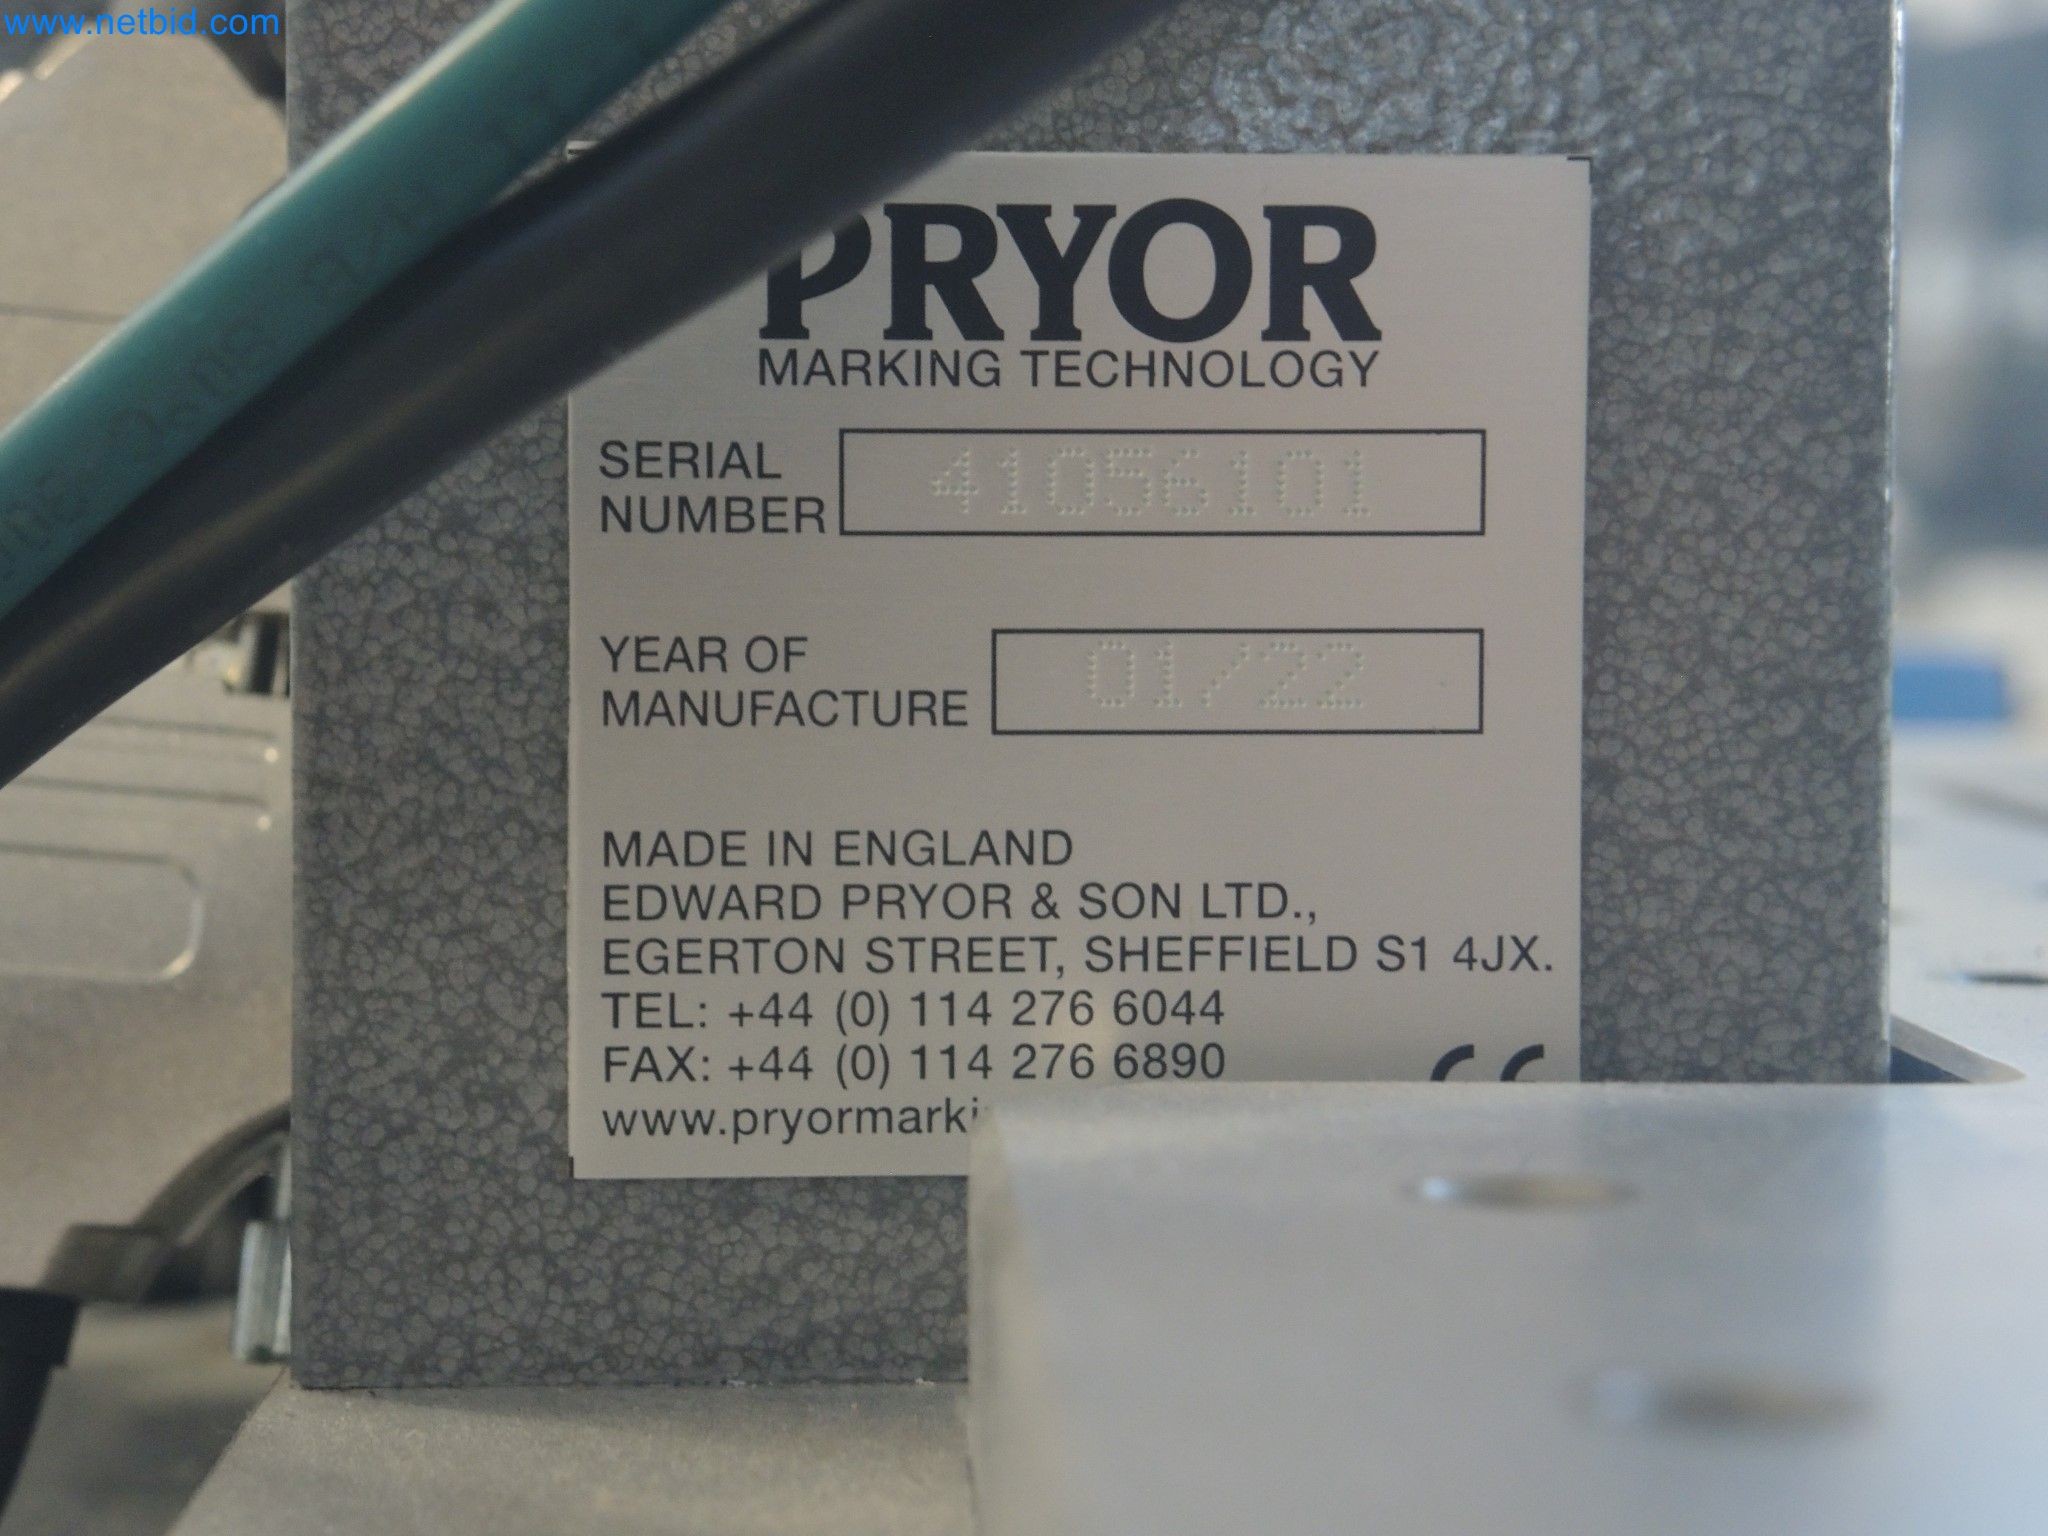 www.netbid.com
PRYOR
MARKING TECHNOLOGY
SERIAL
NUMBER
41056101
YEAR OF
MANUFACTURE
01/22
MADE IN ENGLAND
EDWARD PRYOR & SON LTD.,
EGERTON STREET, SHEFFIELD S1 4JX.
TEL: +44 (0) 114 276 6044
FAX: +44 (0) 114 276 6890
CE
www.pryormarki